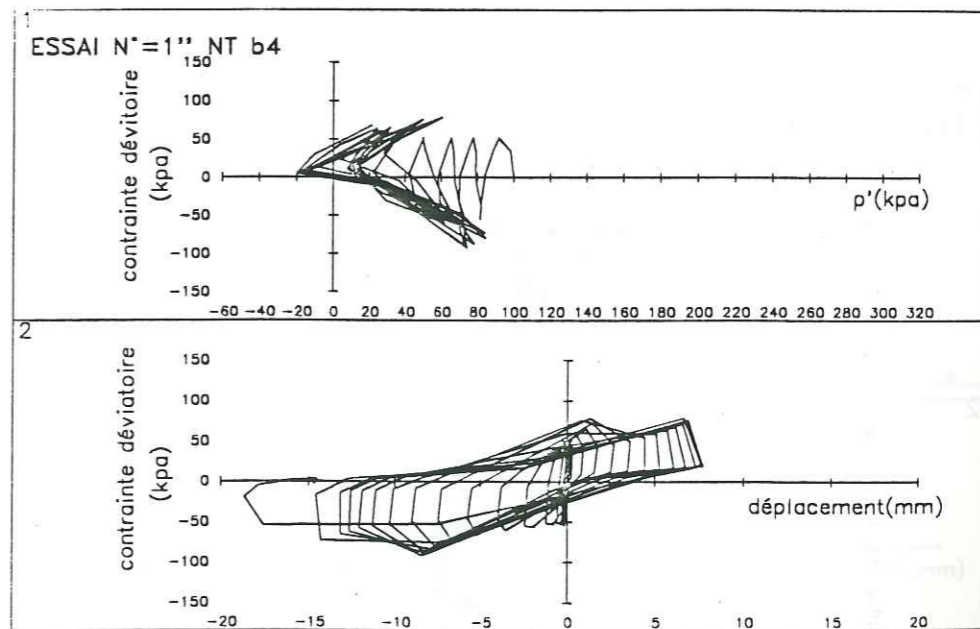 1
ESSAI N°=1'' NT b4
contrainte dévitoire
(kpa)
150
100
50
0
-50
-100
-150
p'(kpa)
-60 -40 -20 0 20 40 60 80 100 120 140 160 180 200 220 240 260 280 300 320
2
contrainte déviatoire
(kpa)
150
100
50
0
-50
-100
-150
déplacement(mm)
-20 -15 -10 -5 0 5 10 15 20